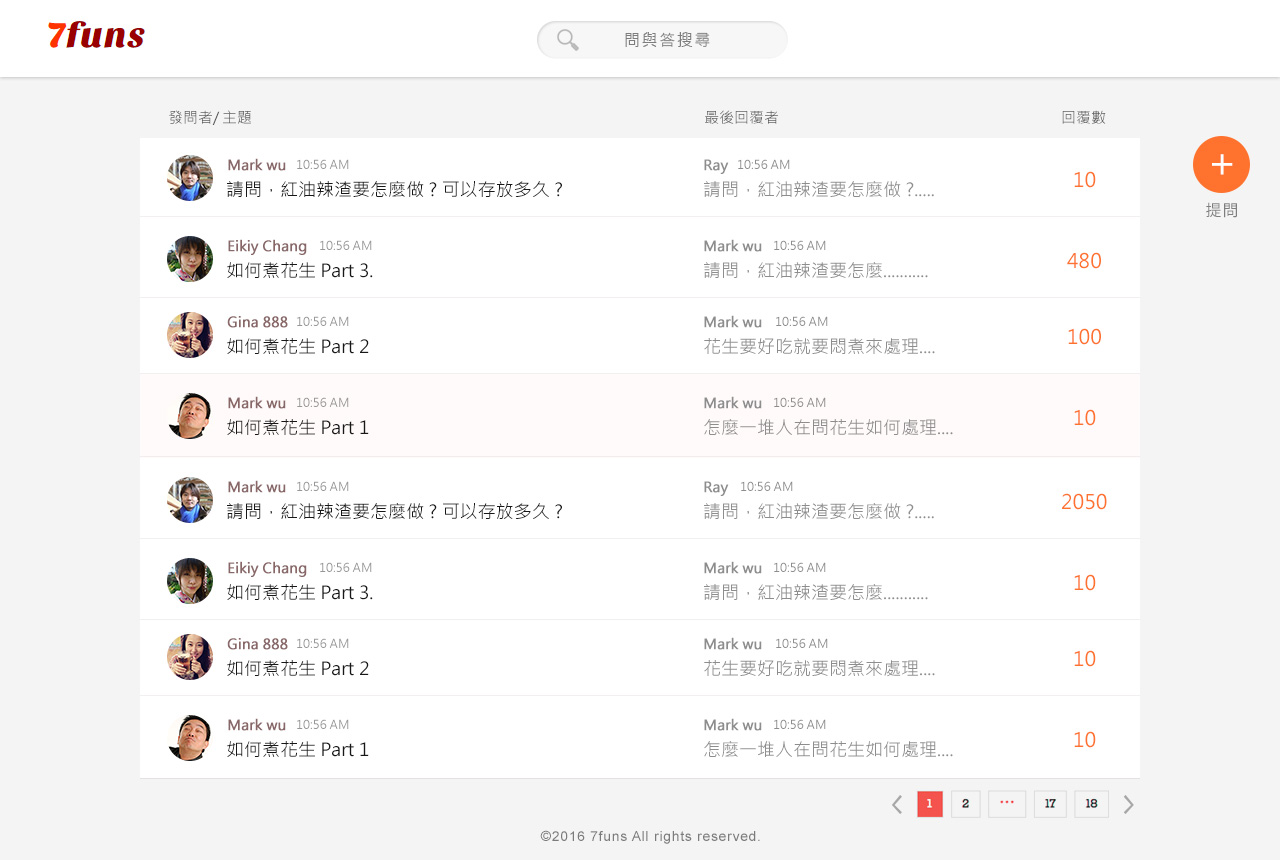 7funs
問與答搜尋
發問者/ 主題 最後回覆者 回覆數
Mark wu 10:56 AM Ray 10:56 AM
請問，紅油辣渣要怎麼做？可以存放多久？ 請問，紅油辣渣要怎麼做 ?..... 10
提問
Eikiy Chang 10:56 AM Mark wu 10:56 AM
如何煮花生 Part 3. 請問，紅油辣渣要怎麼........... 480
Gina 888 10:56 AM Mark wu 10:56 AM
如何煮花生 Part 2 花生要好吃就要悶煮來處理.... 100
Mark wu 10:56 AM Mark wu 10:56 AM
如何煮花生 Part 1 怎麼一堆人在問花生如何處理.... 10
Mark wu 10:56 AM Ray 10:56 AM
請問，紅油辣渣要怎麼做？可以存放多久？ 請問，紅油辣渣要怎麼做 ?..... 2050
Eikiy Chang 10:56 AM Mark wu 10:56 AM
如何煮花生 Part 3. 請問，紅油辣渣要怎麼........... 10
Gina 888 10:56 AM Mark wu 10:56 AM
如何煮花生 Part 2 花生要好吃就要悶煮來處理.... 10
Mark wu 10:56 AM Mark wu 10:56 AM
如何煮花生 Part 1 怎麼一堆人在問花生如何處理.... 10
1 2 ... 17 18
©2016 7funs All rights reserved.